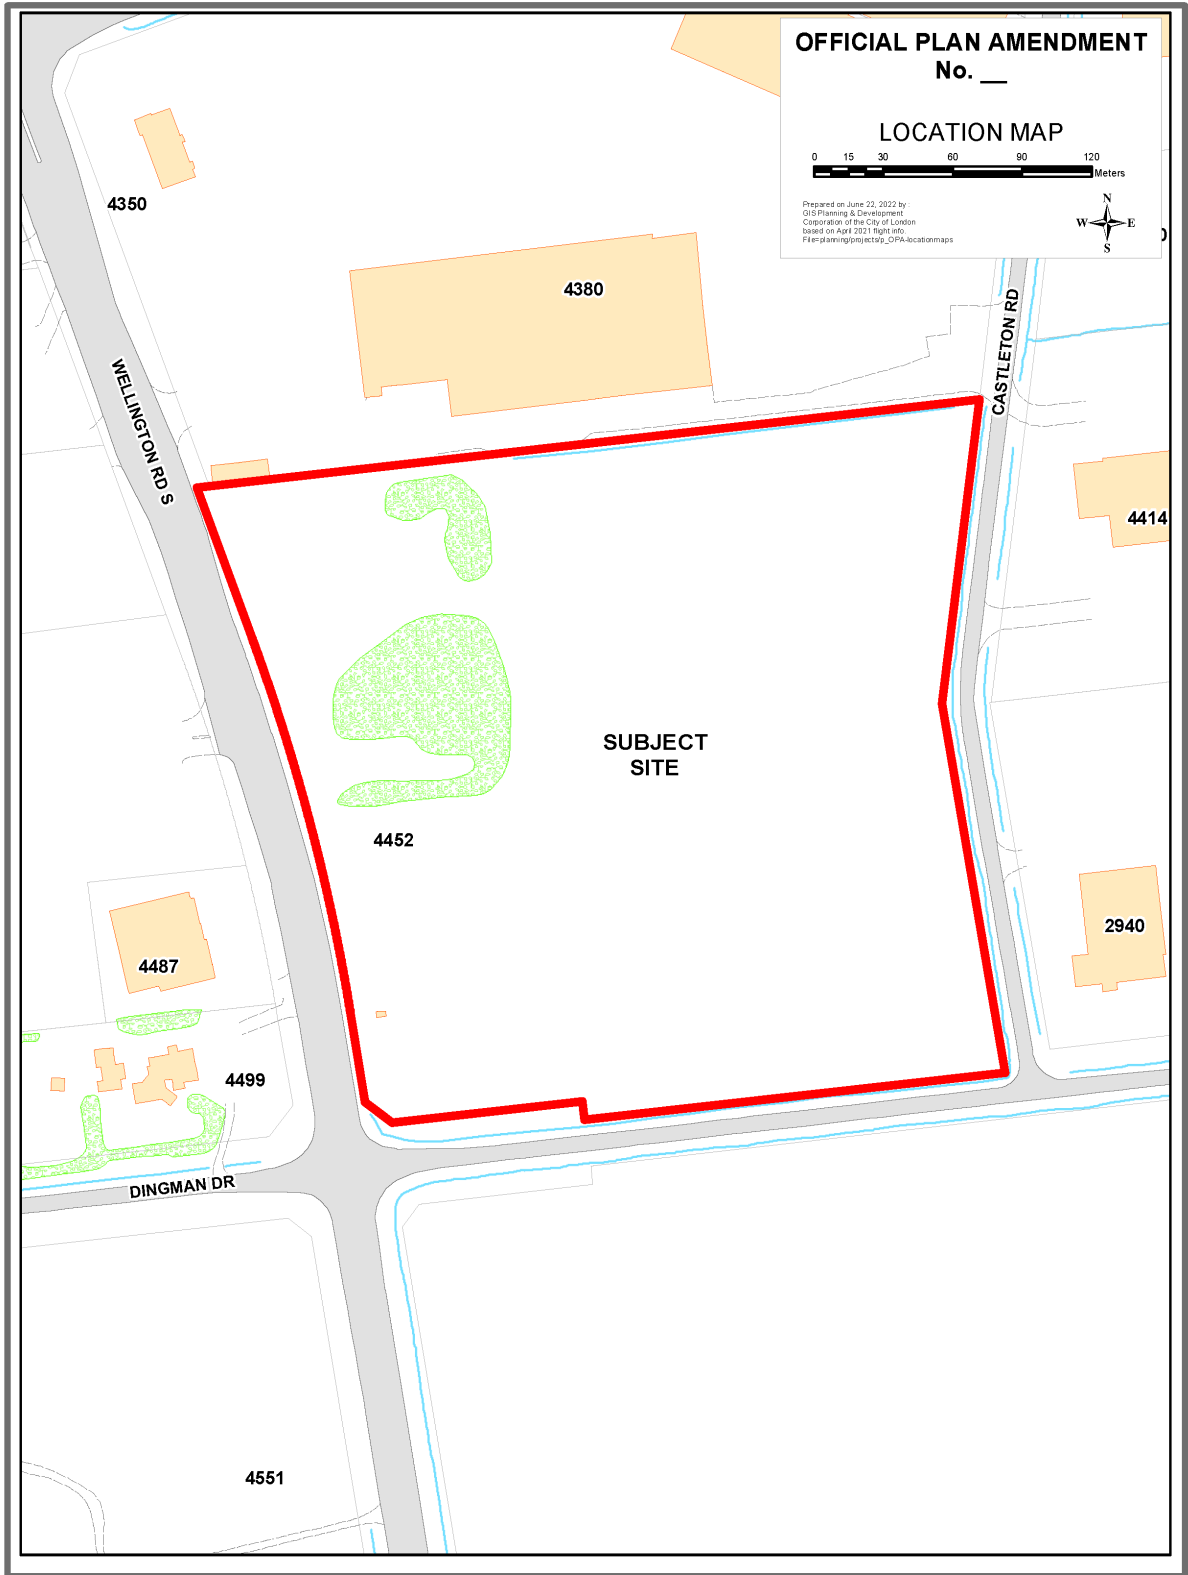 OFFICIAL PLAN AMENDMENT
No. __
LOCATION MAP
0 15 30 60 90 120
Meters
Prepared on June 22, 2022 by :
GIS Planning & Development
Corporation of the City of London
based on April 2021 flight info.
File=planning/projects/p_OPA-locationmaps
N
W E
S
4350
4380
CASTLETON RD
WELLINGTON RD S
4414
SUBJECT
SITE
4452
2940
4487
4499
DINGMAN DR
4551